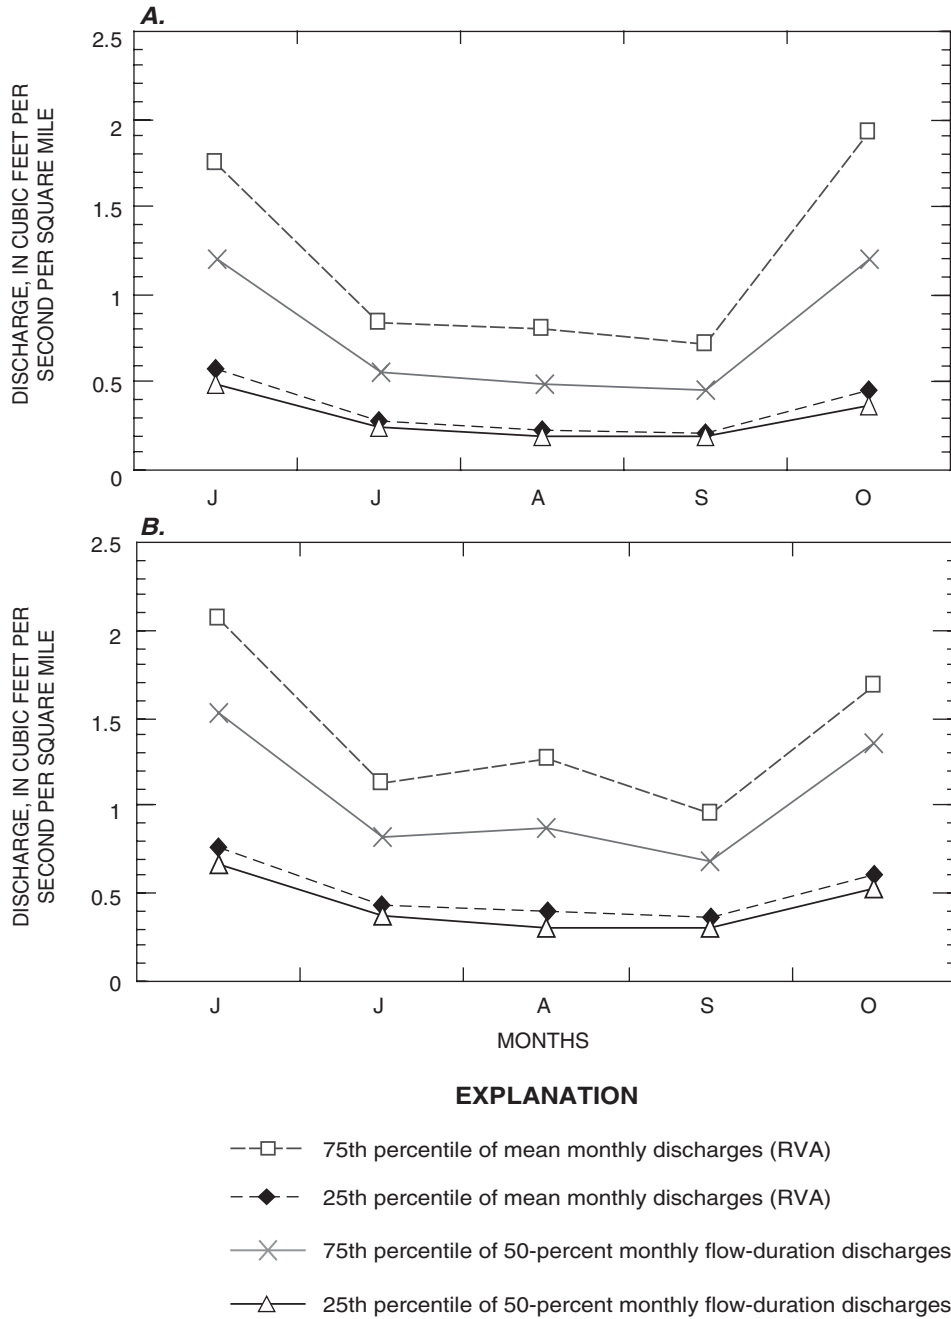 A.
2.5
2
1.5
1
0.5
0
DISCHARGE, IN CUBIC FEET PER
SECOND PER SQUARE MILE
J J A S O
B.
2.5
2
1.5
1
0.5
0
DISCHARGE, IN CUBIC FEET PER
SECOND PER SQUARE MILE
J J A S O
MONTHS
EXPLANATION
75th percentile of mean monthly discharges (RVA)
25th percentile of mean monthly discharges (RVA)
75th percentile of 50-percent monthly flow-duration discharges
25th percentile of 50-percent monthly flow-duration discharges